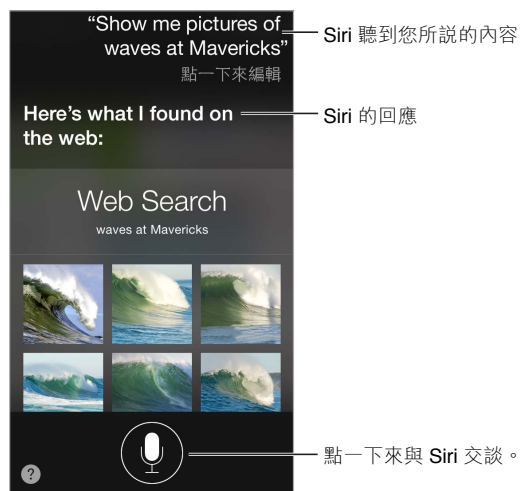 “Show me pictures of
waves at Mavericks”
點一下來編輯
Siri 聽到您所說的內容
Here’s what I found on
the web:
Siri 的回應
Web Search
waves at Mavericks
點一下來與 Siri 交談。
?